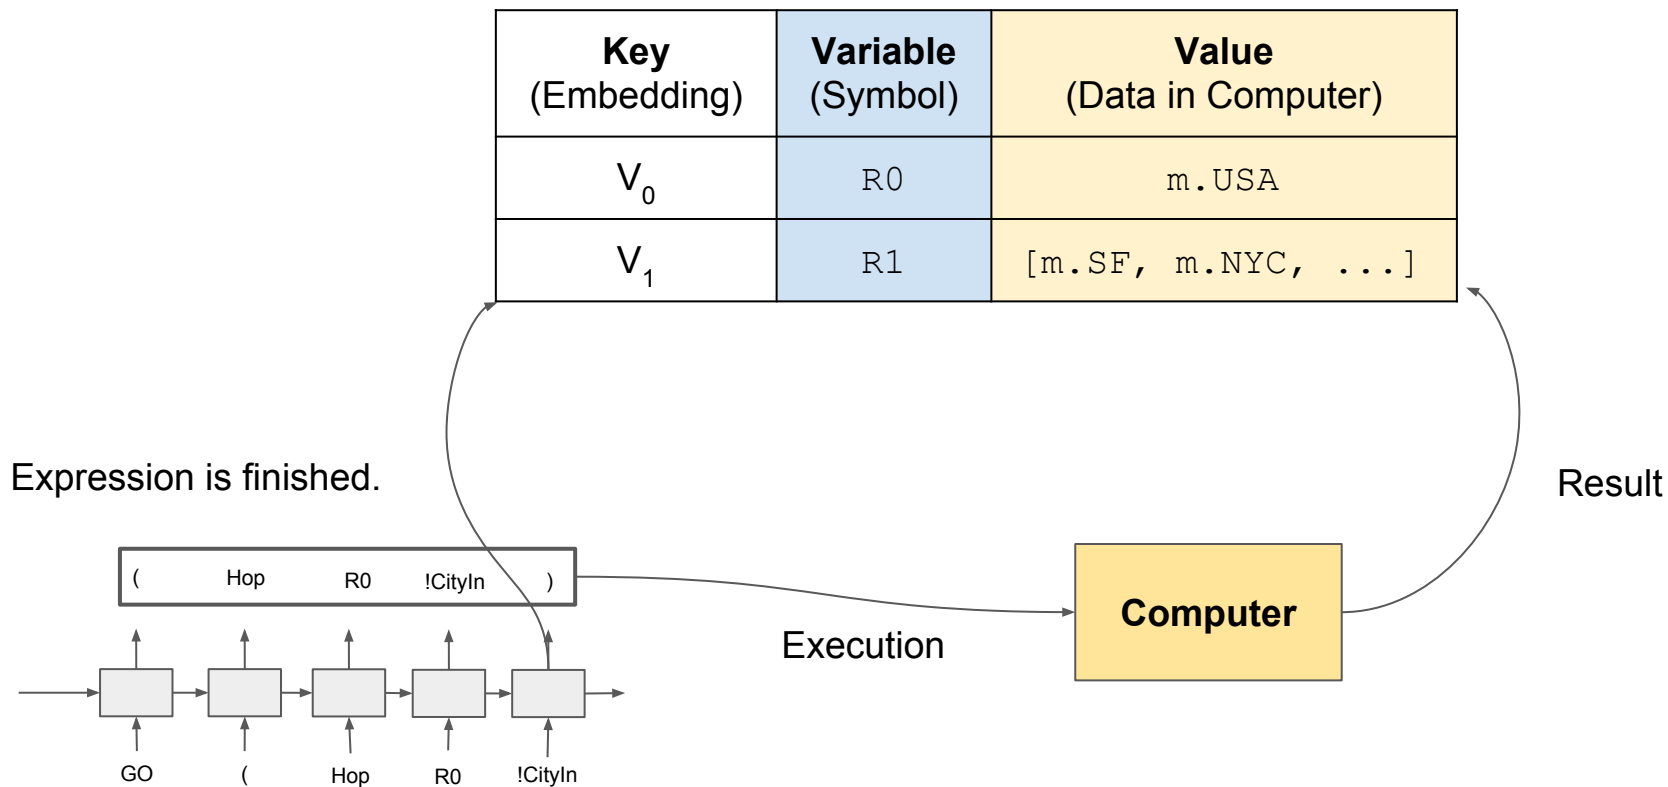 Key Variable Value
(Embedding) (Symbol) (Data in Computer)
V0 R0 m.USA
V1 R1 [m.SF, m.NYC, ...]
Expression is finished.
Result
( Hop R0 !CityIn )
Computer
Execution
GO ( Hop R0 !CityIn